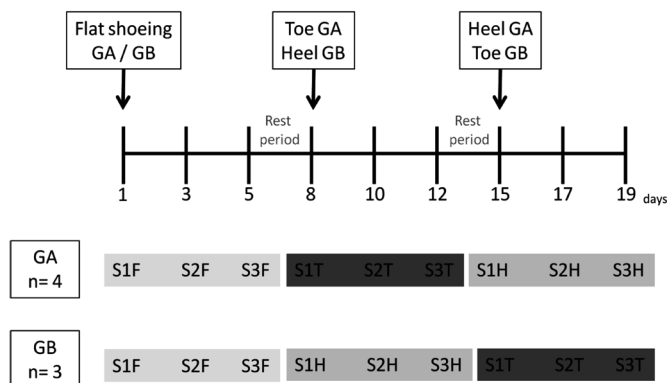 Flat shoeing
GA / GB
Toe GA
Heel GB
Heel GA
Toe GB
Rest
period
Rest
period
1 3 5 8 10 12 15 17 19 days
GA
n= 4
S1F S2F S3F S1T S2T S3T S1H S2H S3H
GB
n= 3
S1F S2F S3F S1H S2H S3H S1T S2T S3T